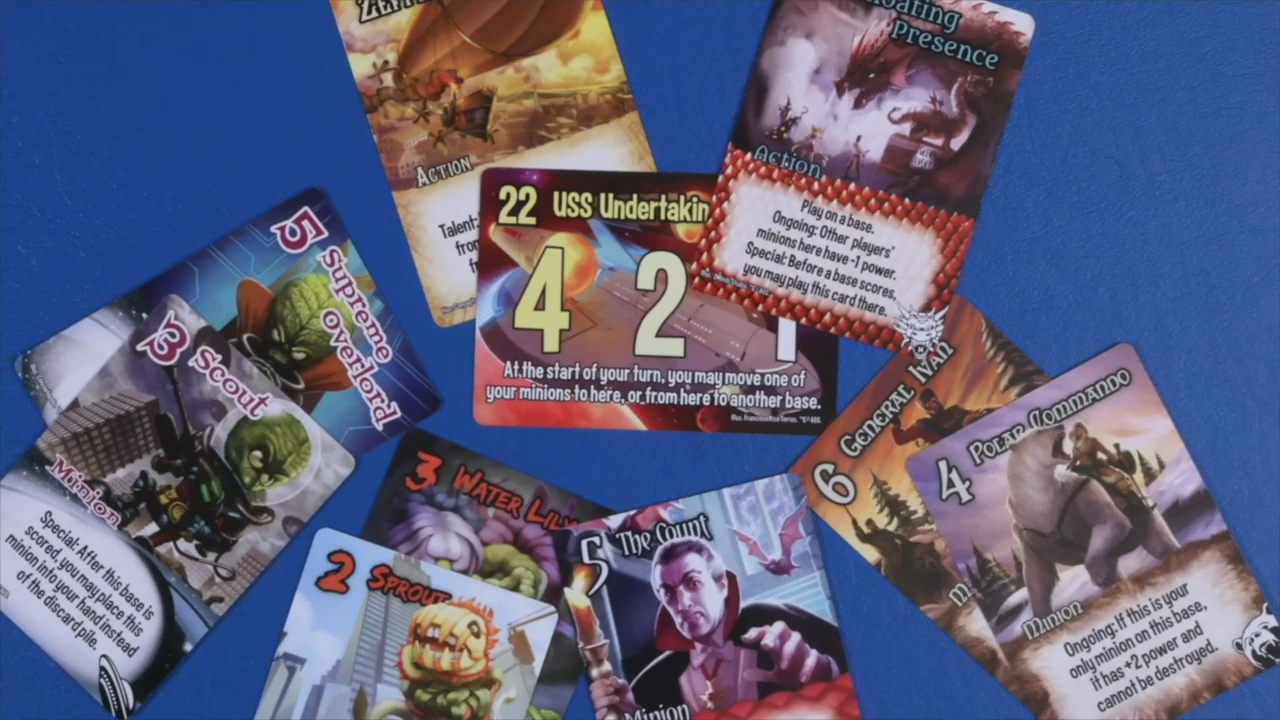 ACTION
Talent:
Presence
Action
Play on a base.
Ongoing: Other players'
minions here have -1 power.
Special: Before a base scores,
you may play this card there.
22 USS Undertakin
4 2 1
At the start of your turn, you may move one of
your minions to here, or from here to another base.
5 Supreme
Overlord
3 Scout
Minion
Special: After this base is
scored, you may place this
minion into your hand instead
of the discard pile.
6 GENERAL IVAN
4 POLAR COMMANDO
MINION
Ongoing: If this is your
only minion on this base,
it has +2 power and
cannot be destroyed.
3 WATER LILY
2 SPROUT
5 The Count
Minion